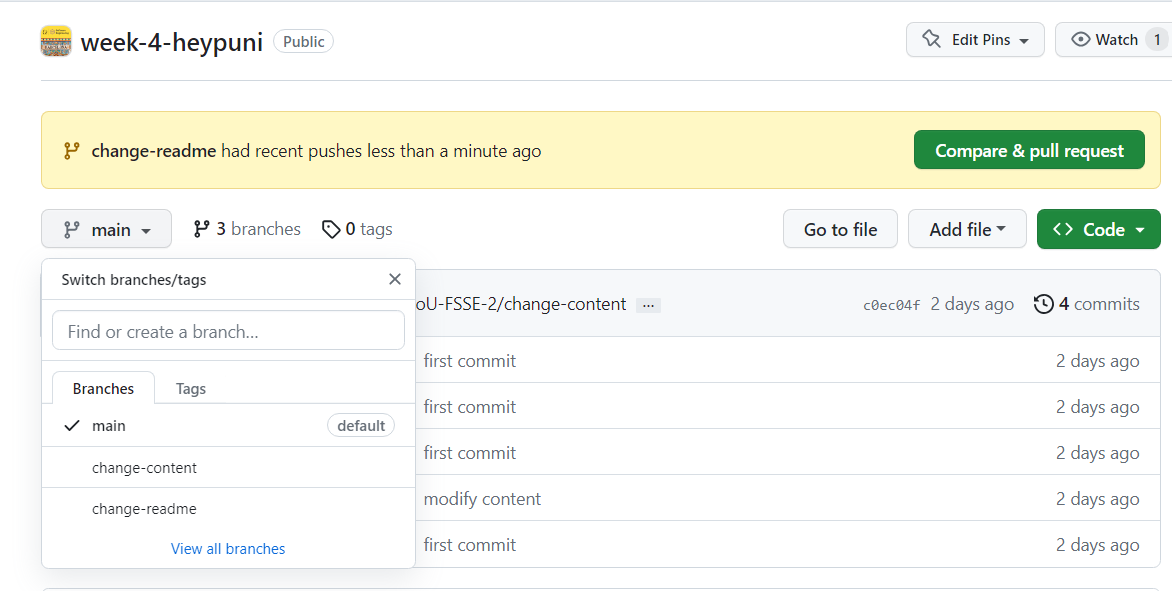 week-4-heypuni Public Edit Pins Watch 1
change-readme had recent pushes less than a minute ago Compare & pull request
main 3 branches 0 tags Go to file Add file Code
Switch branches/tags
oU-FSSE-2/change-content ... c0ec04f 2 days ago 4 commits
Find or create a branch...
first commit 2 days ago
Branches Tags
first commit 2 days ago
main default
first commit 2 days ago
change-content
modify content 2 days ago
change-readme
View all branches
first commit 2 days ago